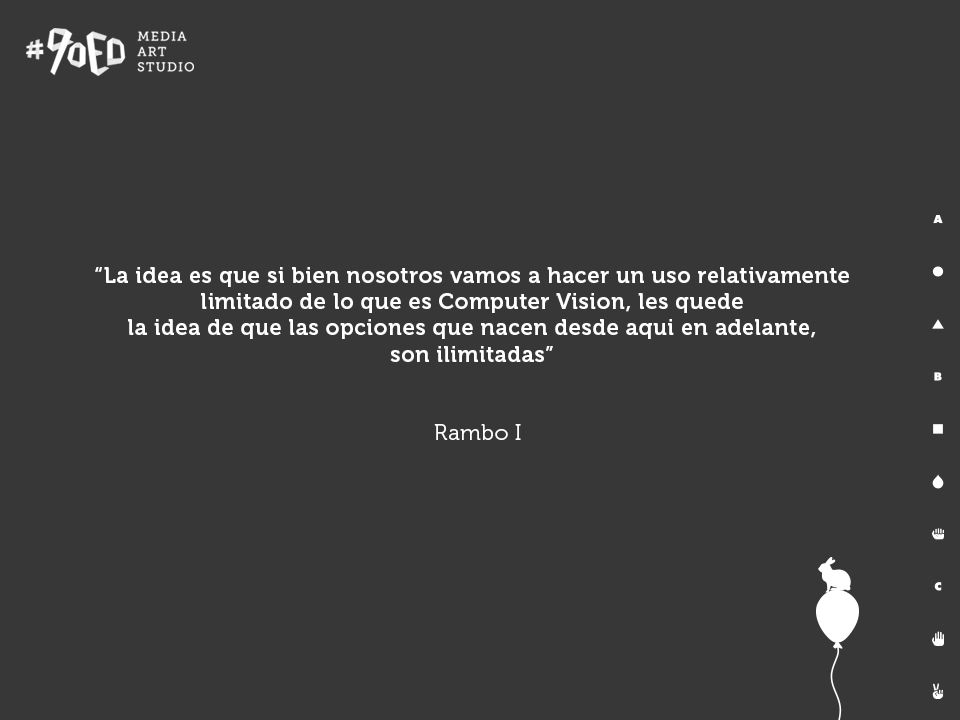 #90ED
MEDIA
ART
STUDIO
“La idea es que si bien nosotros vamos a hacer un uso relativamente
limitado de lo que es Computer Vision, les quede
la idea de que las opciones que nacen desde aqui en adelante,
son ilimitadas”
Rambo I
A
B
C